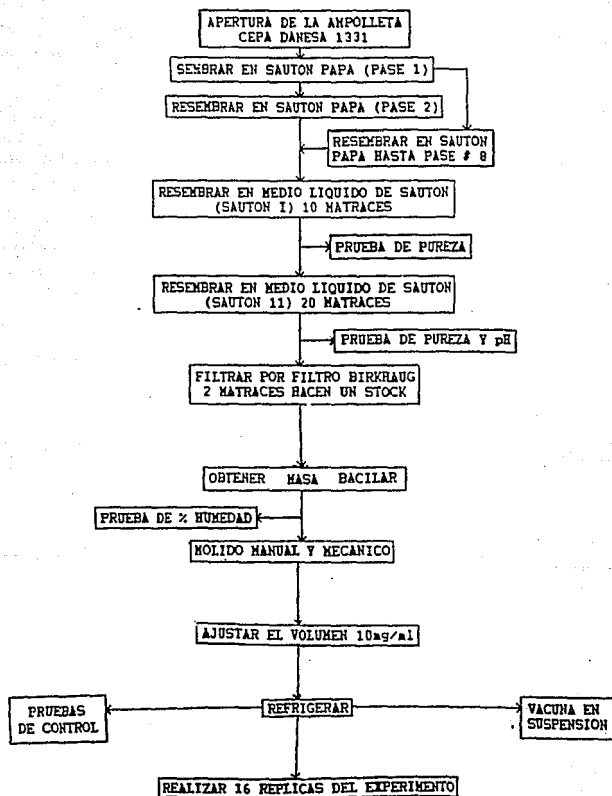 APERTURA DE LA AMPOLLETA
CEPA DANESA 1331
SEMBRAR EN SAUTON PAPA (PASE 1)
RESEMBRAR EN SAUTON PAPA (PASE 2)
RESEMBRAR EN SAUTON
PAPA HASTA PASE # 8
RESEMBRAR EN MEDIO LIQUIDO DE SAUTON
(SAUTON I) 10 MATRACES
PRUEBA DE PUREZA
RESEMBRAR EN MEDIO LIQUIDO DE SAUTON
(SAUTON 11) 20 MATRACES
PRUEBA DE PUREZA Y pH
FILTRAR POR FILTRO BIRKHAUG
2 MATRACES HACEN UN STOCK
OBTENER MASA BACILAR
PRUEBA DE % HUMEDAD
MOLIDO MANUAL Y MECANICO
AJUSTAR EL VOLUMEN 10mg/ml
PRUEBAS
DE CONTROL
REFRIGERAR
VACUNA EN
SUSPENSION
REALIZAR 16 REPLICAS DEL EXPERIMENTO